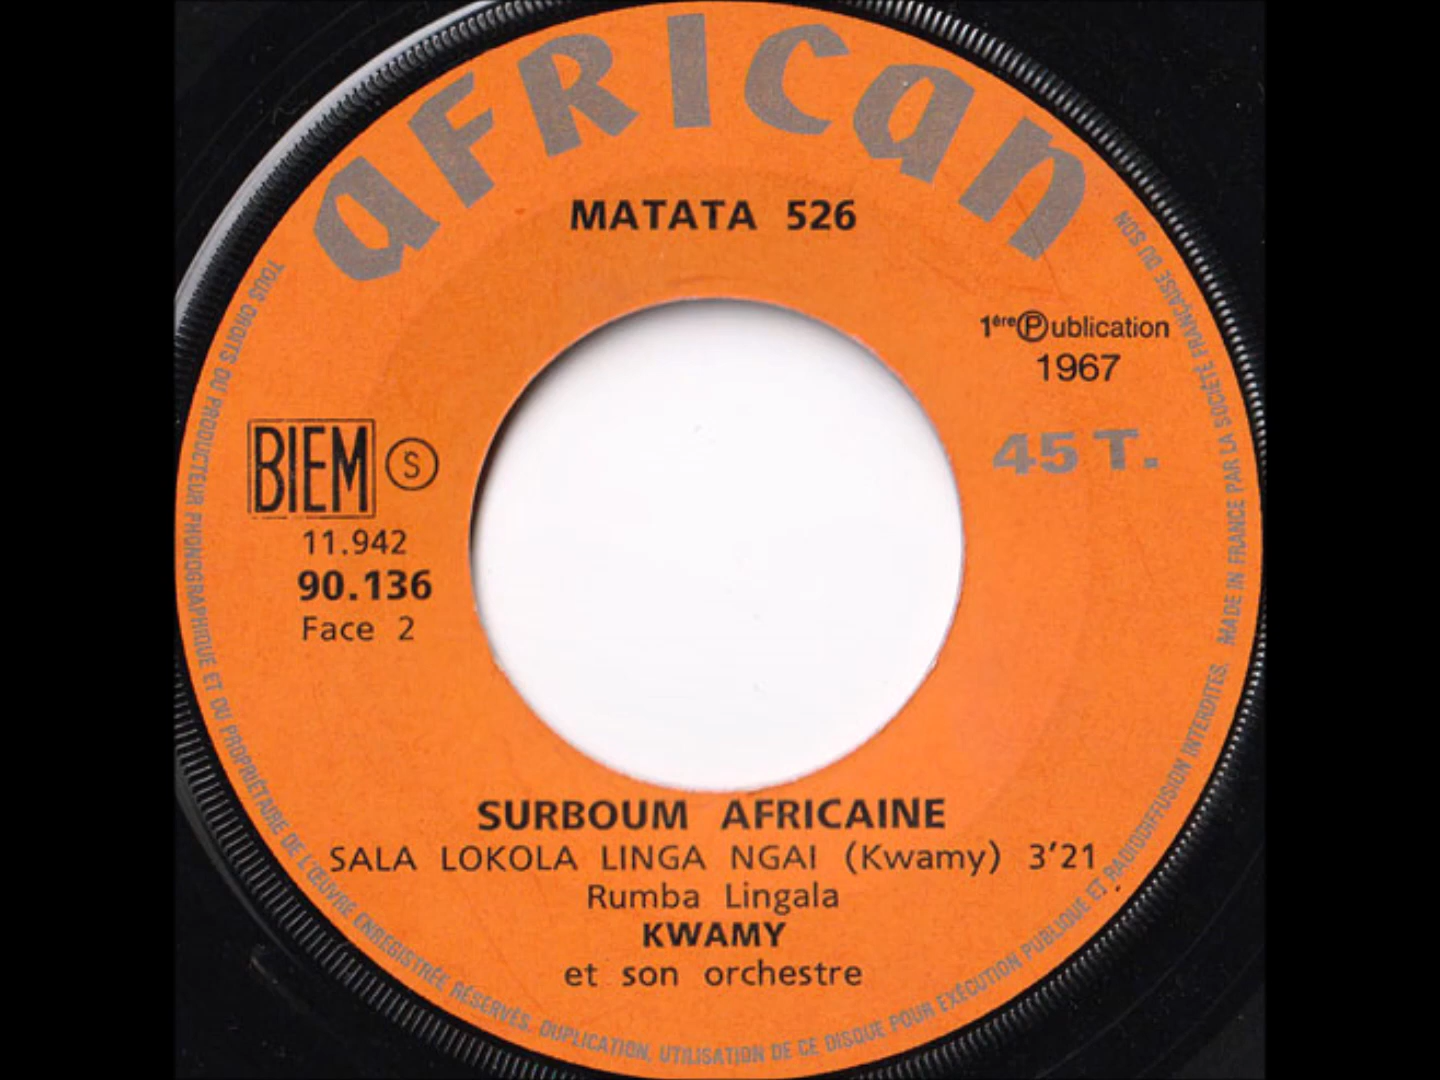 aFRICaN
MATATA 526
1èreⓅublication
1967
45 T.
BIEM Ⓢ
11.942
90.136
Face 2
SURBOUM AFRICAINE
SALA LOKOLA LINGA NGAI (Kwamy) 3'21
Rumba Lingala
KWAMY
et son orchestre
TOUS DROITS DU PRODUCTEUR PHONOGRAPHIQUE ET DU PROPRIÉTAIRE DE L'ŒUVRE ENREGISTRÉE RÉSERVÉS. DUPLICATION, UTILISATION DE CE DISQUE POUR EXÉCUTION PUBLIQUE ET RADIODIFFUSION INTERDITES. MADE IN FRANCE PAR LA SOCIÉTÉ FRANÇAISE DU SON